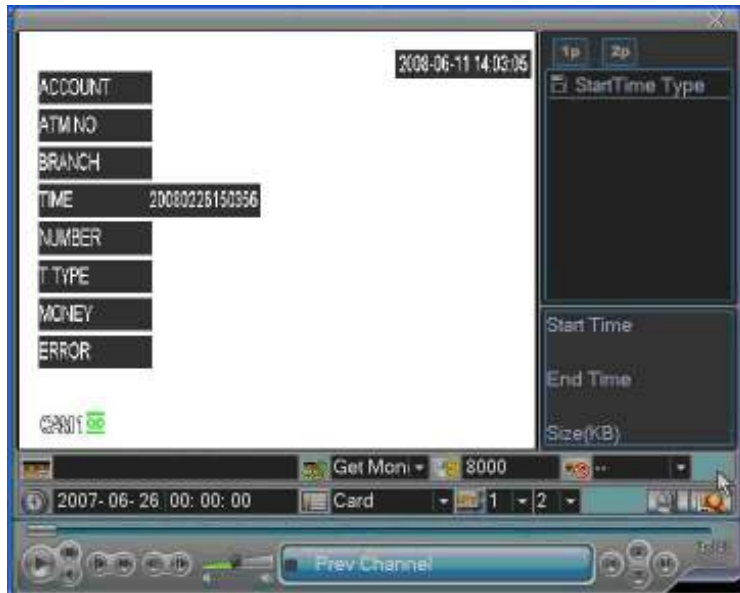 2008-06-11 14:03:05
ACCOUNT
ATM NO
BRANCH
TIME 20080228150356
NUMBER
T TYPE
MONEY
ERROR
1p 2p
StartTime Type
Start Time
End Time
Size(KB)
Get Moni 8000 --
2007- 06- 26 00: 00: 00 Card 1 2
Prev Channel